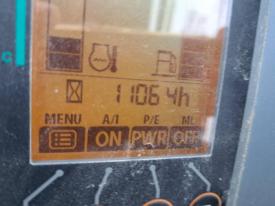 C
11064h
MENU A/I P/E ML
ON PWR OFF